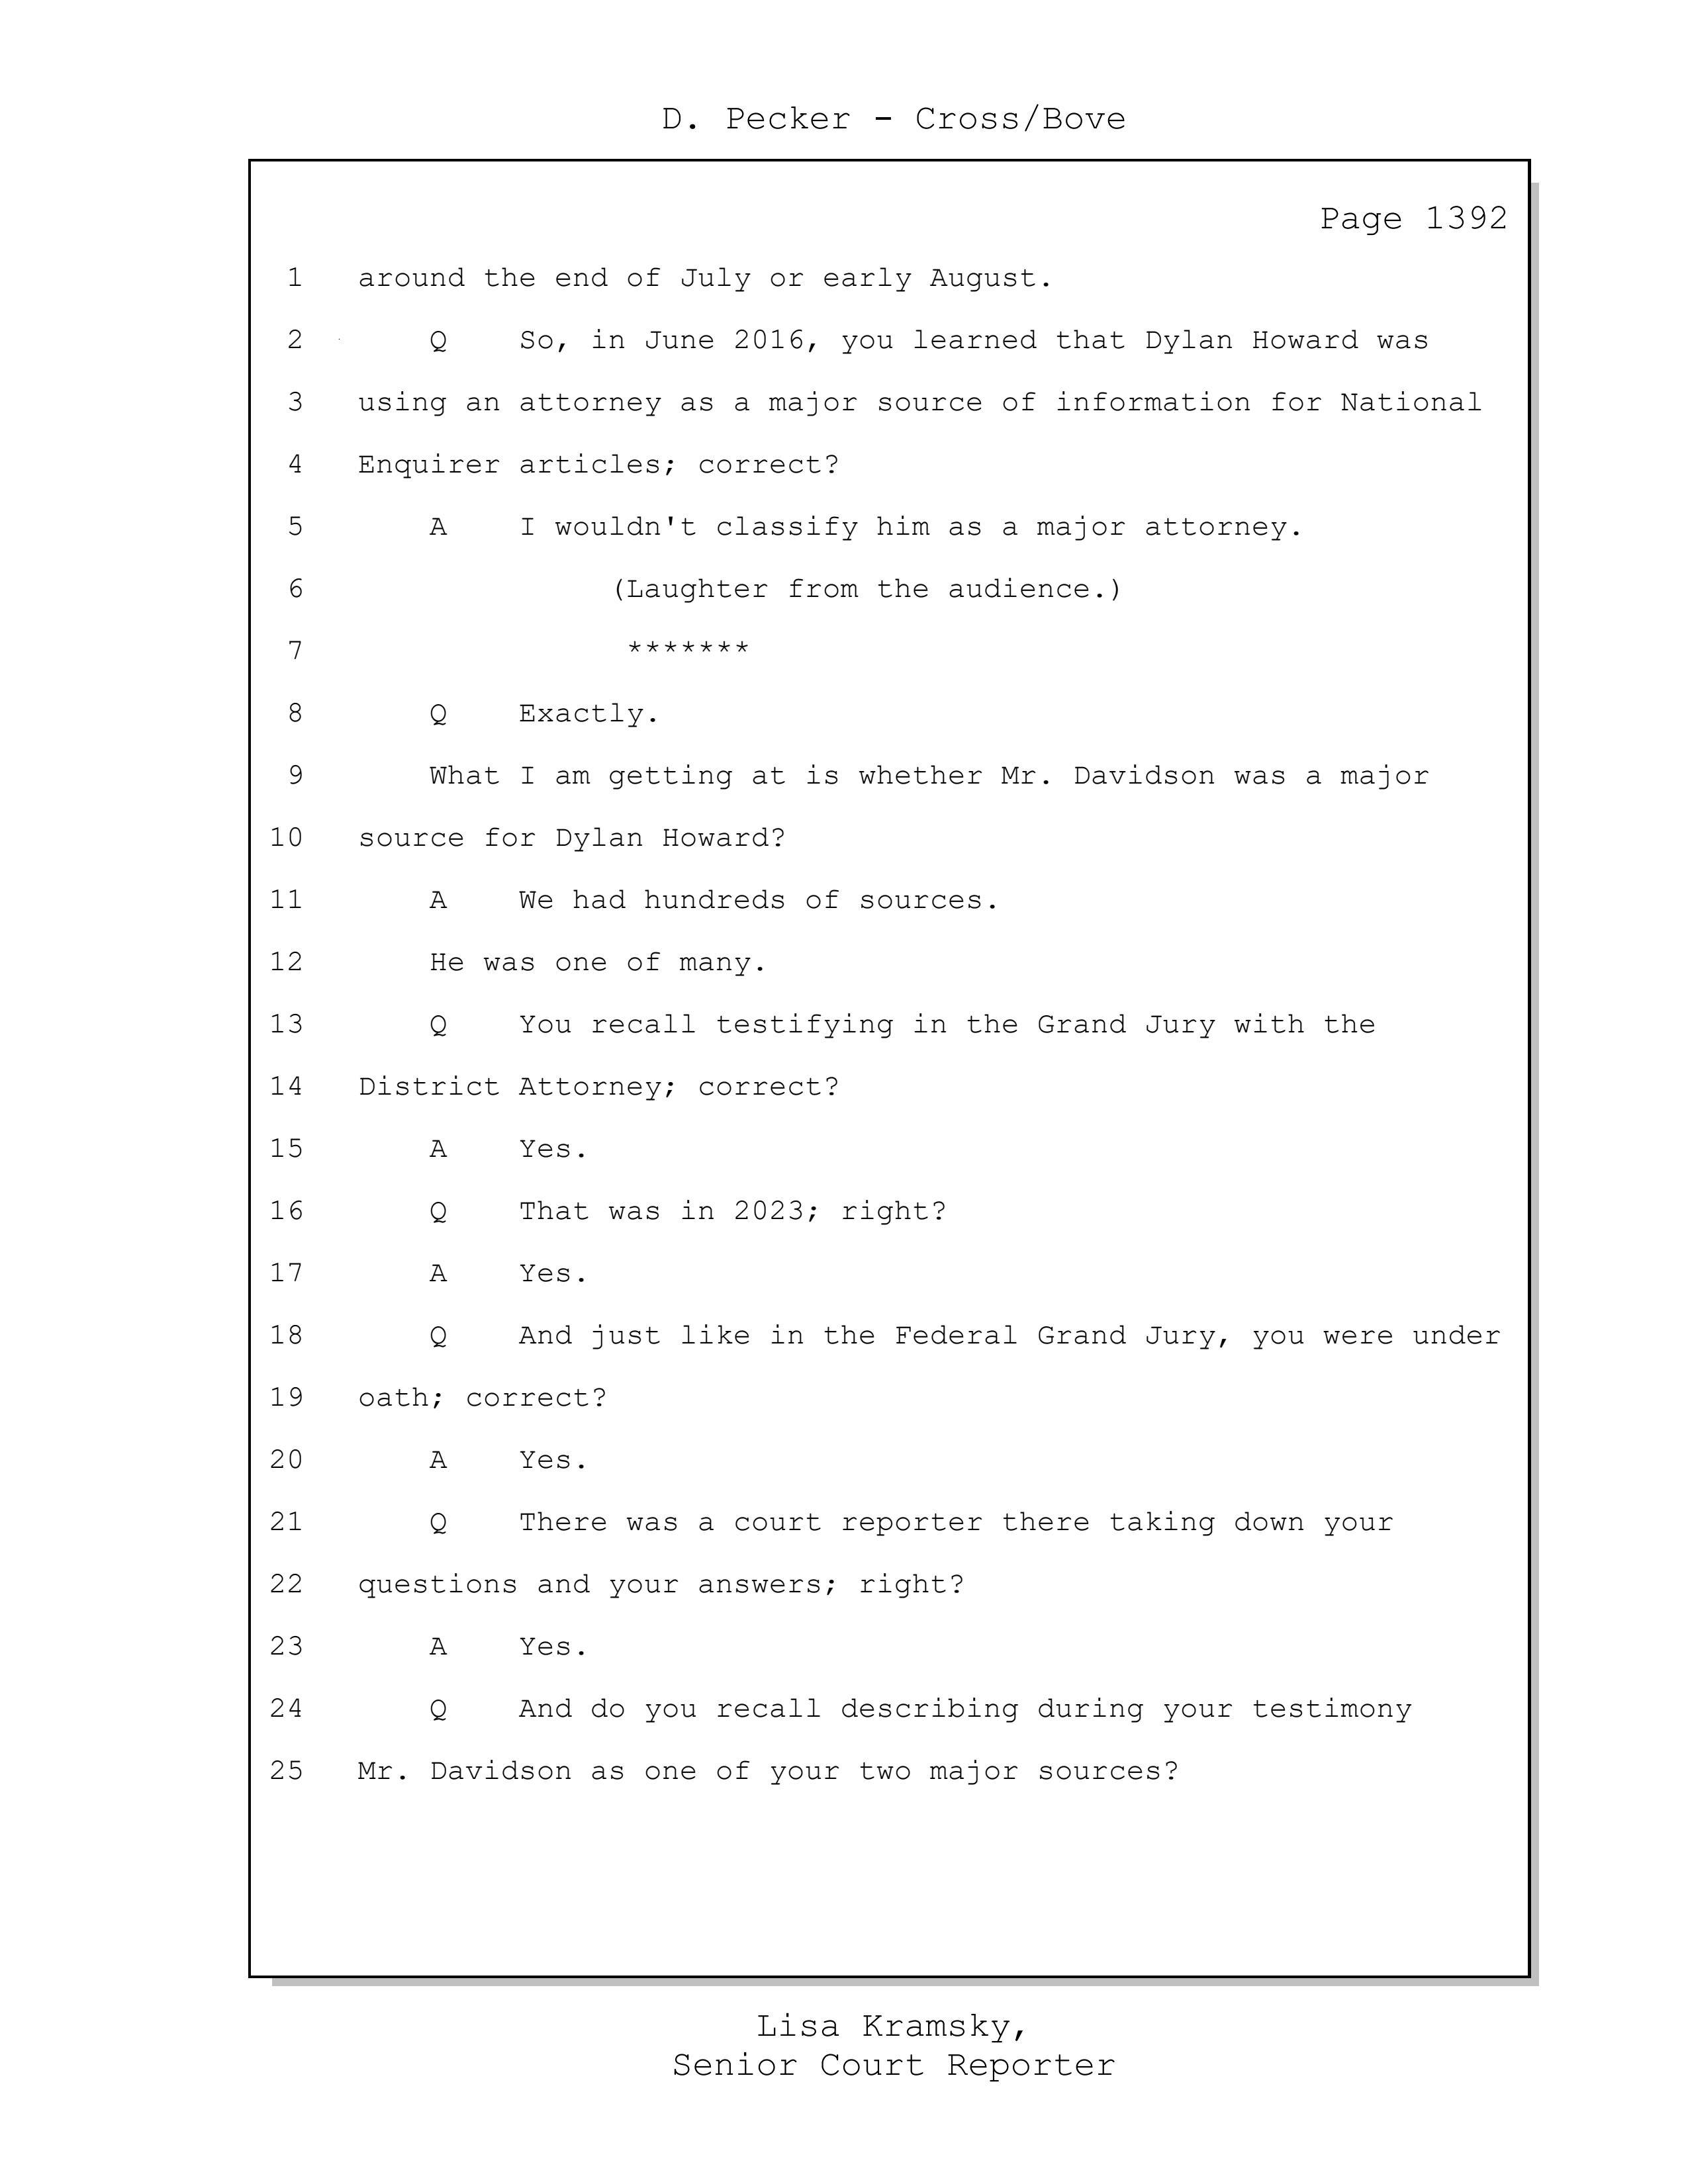 D. Pecker - Cross/Bove
Page 1392
1 around the end of July or early August.
2 Q So, in June 2016, you learned that Dylan Howard was
3 using an attorney as a major source of information for National
4 Enquirer articles; correct?
5 A I wouldn't classify him as a major attorney.
6 (Laughter from the audience.)
7 *******
8 Q Exactly.
9 What I am getting at is whether Mr. Davidson was a major
10 source for Dylan Howard?
11 A We had hundreds of sources.
12 He was one of many.
13 Q You recall testifying in the Grand Jury with the
14 District Attorney; correct?
15 A Yes.
16 Q That was in 2023; right?
17 A Yes.
18 Q And just like in the Federal Grand Jury, you were under
19 oath; correct?
20 A Yes.
21 Q There was a court reporter there taking down your
22 questions and your answers; right?
23 A Yes.
24 Q And do you recall describing during your testimony
25 Mr. Davidson as one of your two major sources?
Lisa Kramsky,
Senior Court Reporter